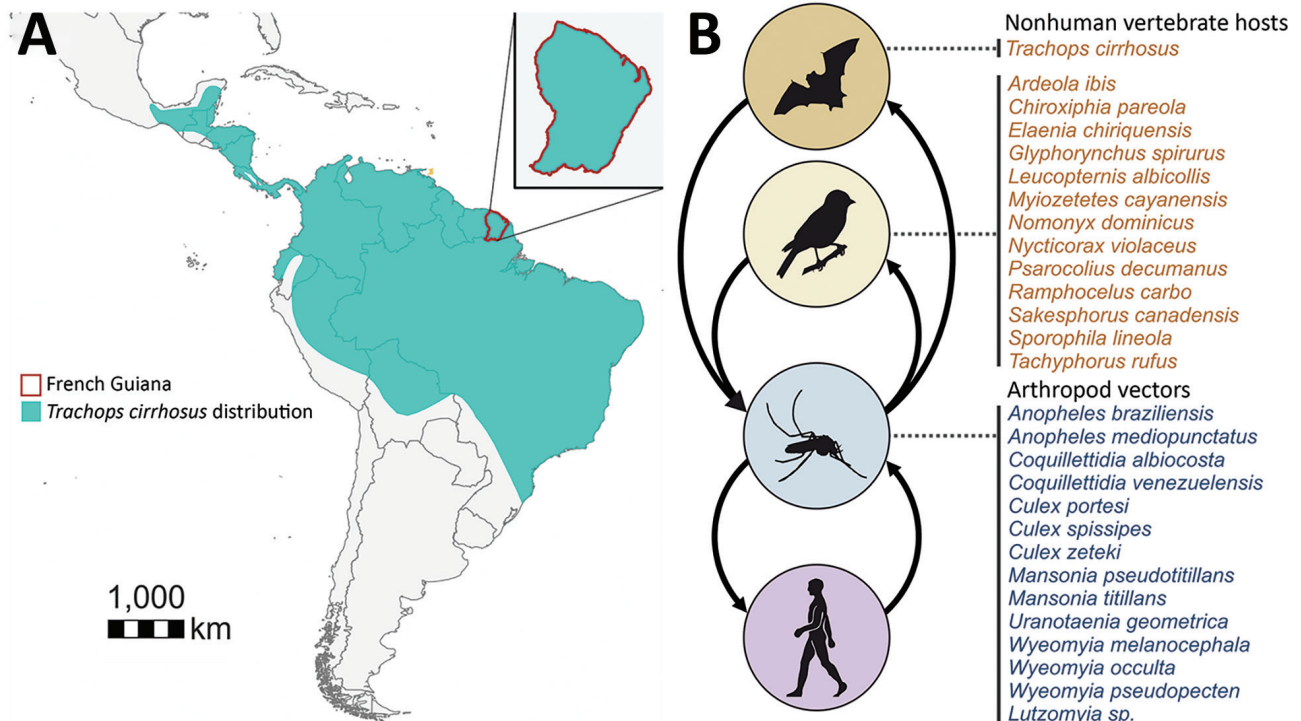 A
French Guiana
Trachops cirrhosus distribution
1,000
km
B
Nonhuman vertebrate hosts
Trachops cirrhosus
Ardeola ibis
Chiroxiphia pareola
Elaenia chiriquensis
Glyphorynchus spirurus
Leucopternis albicollis
Myiozetetes cayanensis
Nomonyx dominicus
Nycticorax violaceus
Psarocolius decumanus
Ramphocelus carbo
Sakesphorus canadensis
Sporophila lineola
Tachyphorus rufus
Arthropod vectors
Anopheles braziliensis
Anopheles mediopunctatus
Coquillettidia albiocosta
Coquillettidia venezuelensis
Culex portesi
Culex spissipes
Culex zeteki
Mansonia pseudotitillans
Mansonia titillans
Uranotaenia geometrica
Wyeomyia melanocephala
Wyeomyia occulta
Wyeomyia pseudopecten
Lutzomyia sp.